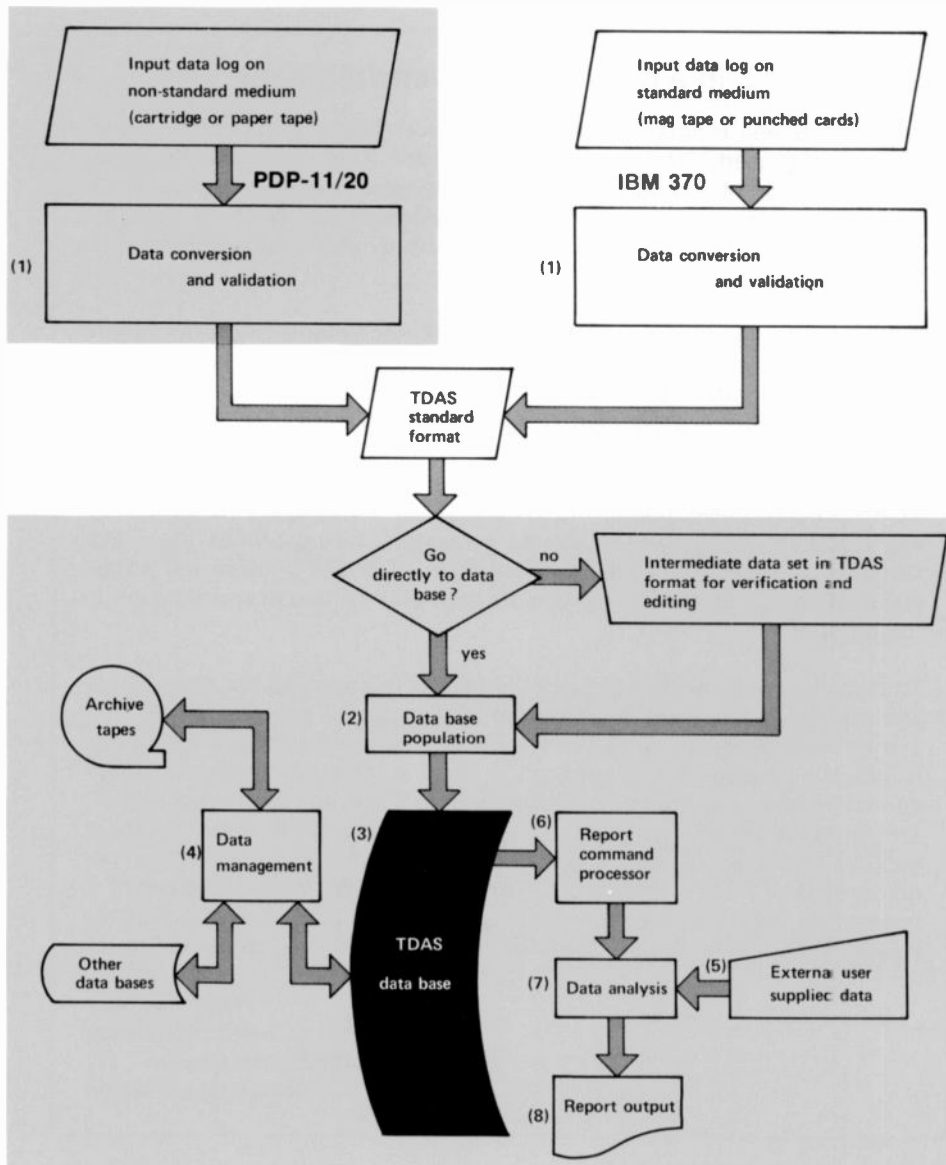 Input data log on
non-standard medium
(cartridge or paper tape)
Input data log on
standard medium
(mag tape or punched cards)
PDP-11/20
IBM 370
(1)
Data conversion
and validation
(1)
Data conversion
and validation
TDAS
standard
format
Go
directly to data
base?
no
Intermediate data set in TDAS
format for verification and
editing
yes
Archive
tapes
(2)
Data base
population
(3)
(4)
Data
management
(6)
Report
command
processor
Other
data bases
TDAS
data base
(7)
Data analysis
(5)
External user
supplied data
(8)
Report output